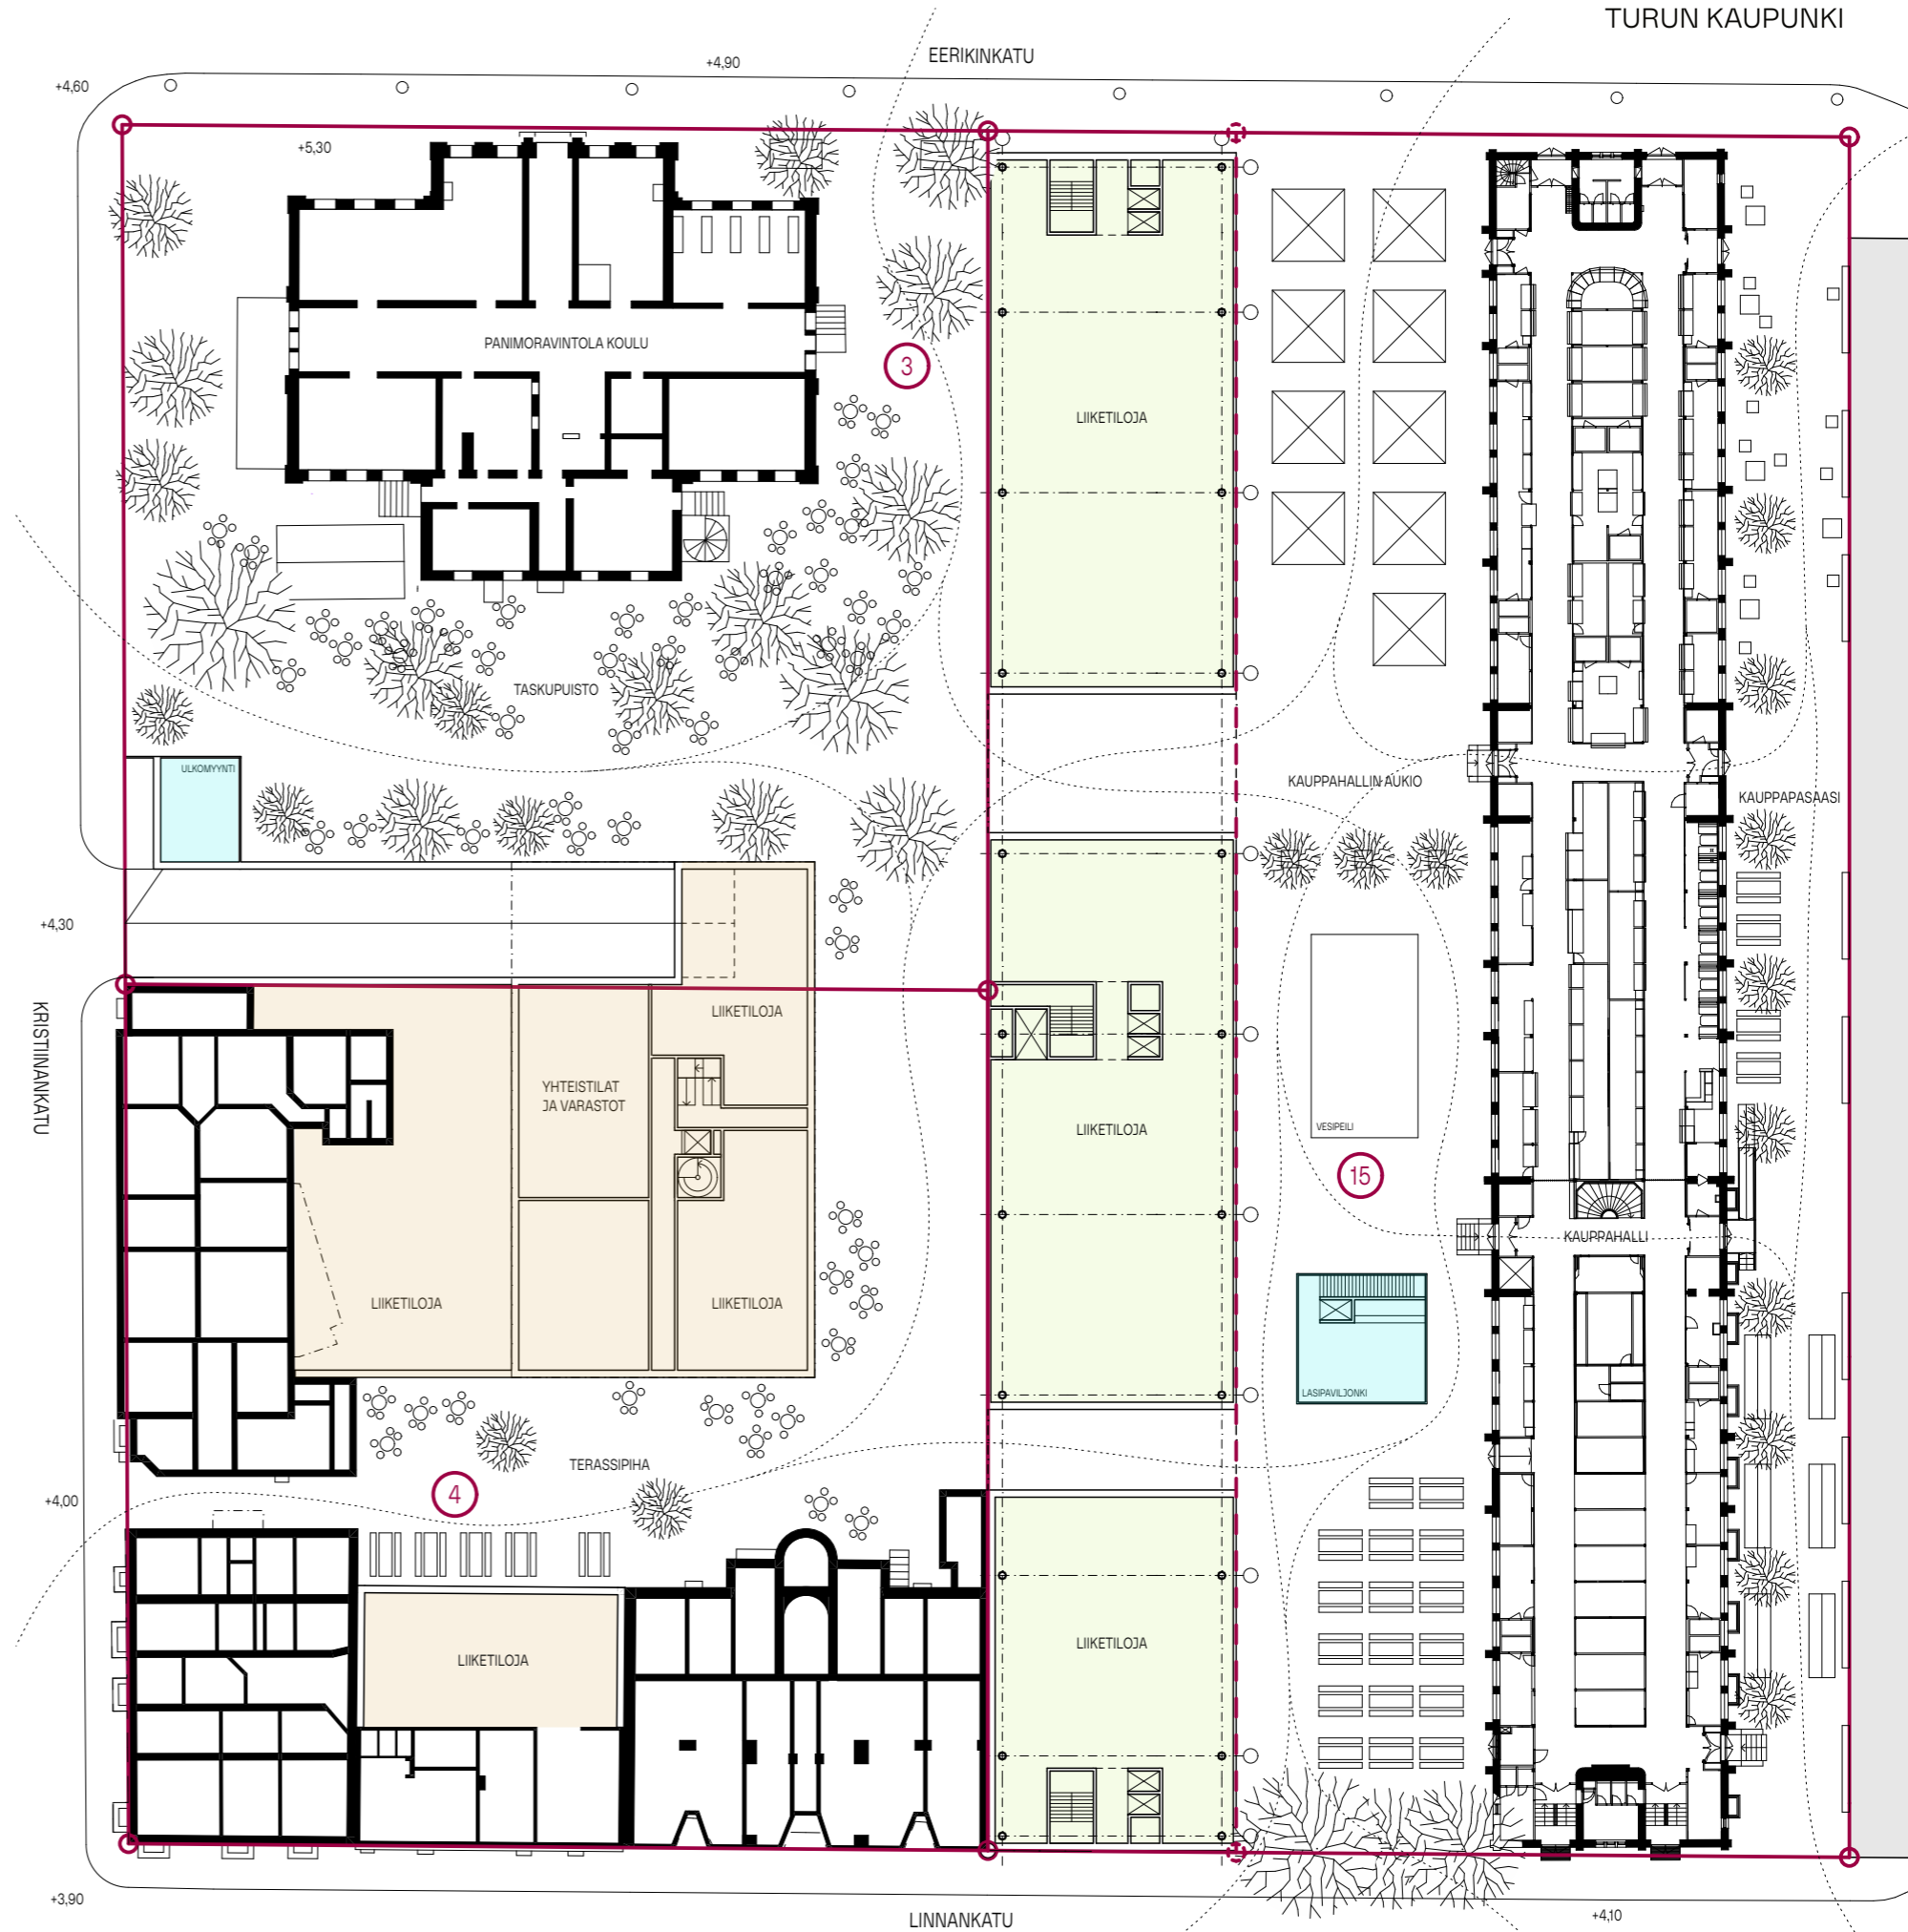 TURUN KAUPUNKI
EERIKINKATU
+4,90
+4,60
+5,30
PANIMORAVINTOLA KOULU
3
LIIKETILOJA
TASKUPUISTO
ULKOMYYNTI
KAUPPAHALLIN AUKIO
KAUPPAPASAASI
+4,30
LIIKETILOJA
KRISTIINANKATU
YHTEISTILAT
JA VARASTOT
LIIKETILOJA
VESIPEILI
15
KAUPPAHALLI
LIIKETILOJA
LIIKETILOJA
LASIPAVILJONKI
TERASSIPIHA
4
+4,00
LIIKETILOJA
LIIKETILOJA
+3,90
LINNANKATU
+4,10